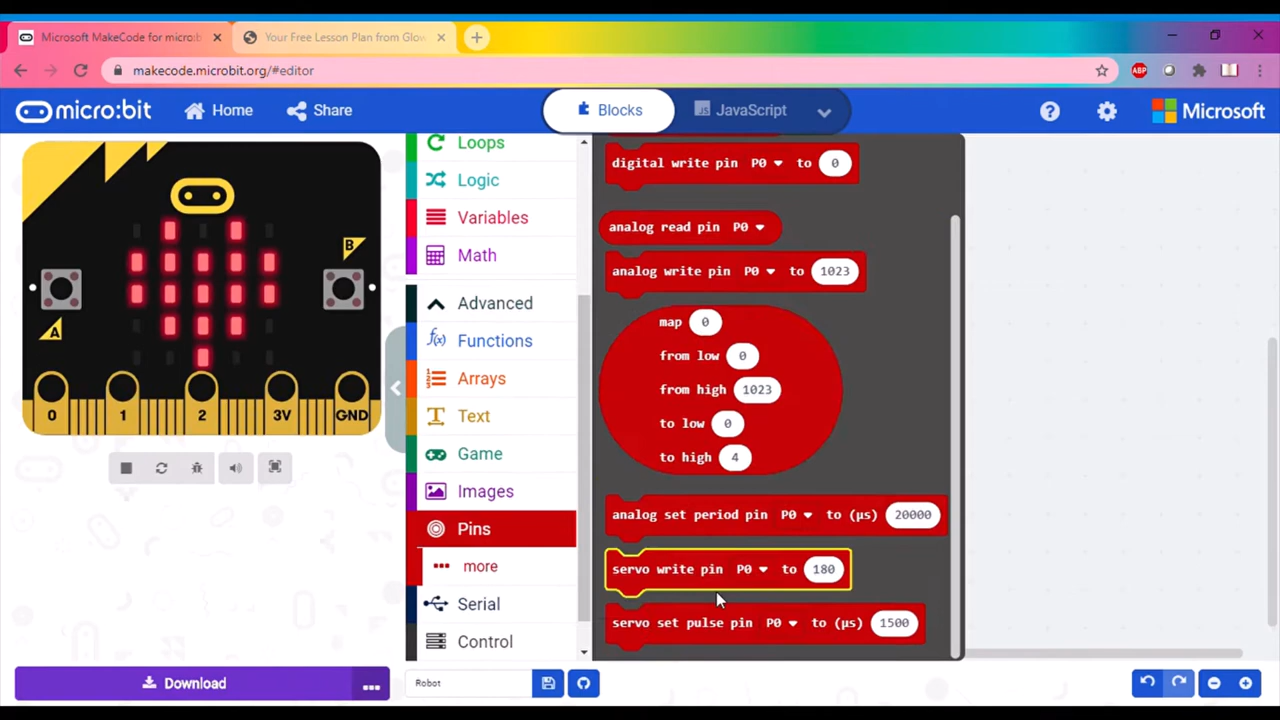 Microsoft MakeCode for micro:b
Your Free Lesson Plan from Glow
makecode.microbit.org/#editor
ABP
micro:bit
Home
Share
Blocks
JS JavaScript
?
Microsoft
A
B
0 1 2 3V GND
Download
Loops
Logic
Variables
Math
Advanced
Functions
Arrays
Text
Game
Images
Pins
more
Serial
Control
digital write pin P0 to 0
analog read pin P0
analog write pin P0 to 1023
map 0
from low 0
from high 1023
to low 0
to high 4
analog set period pin P0 to (µs) 20000
servo write pin P0 to 180
servo set pulse pin P0 to (µs) 1500
Robot